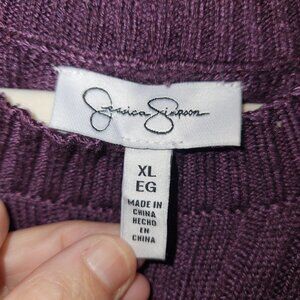 Jessica Simpson
XL
EG
MADE IN
CHINA
HECHO
EN
CHINA